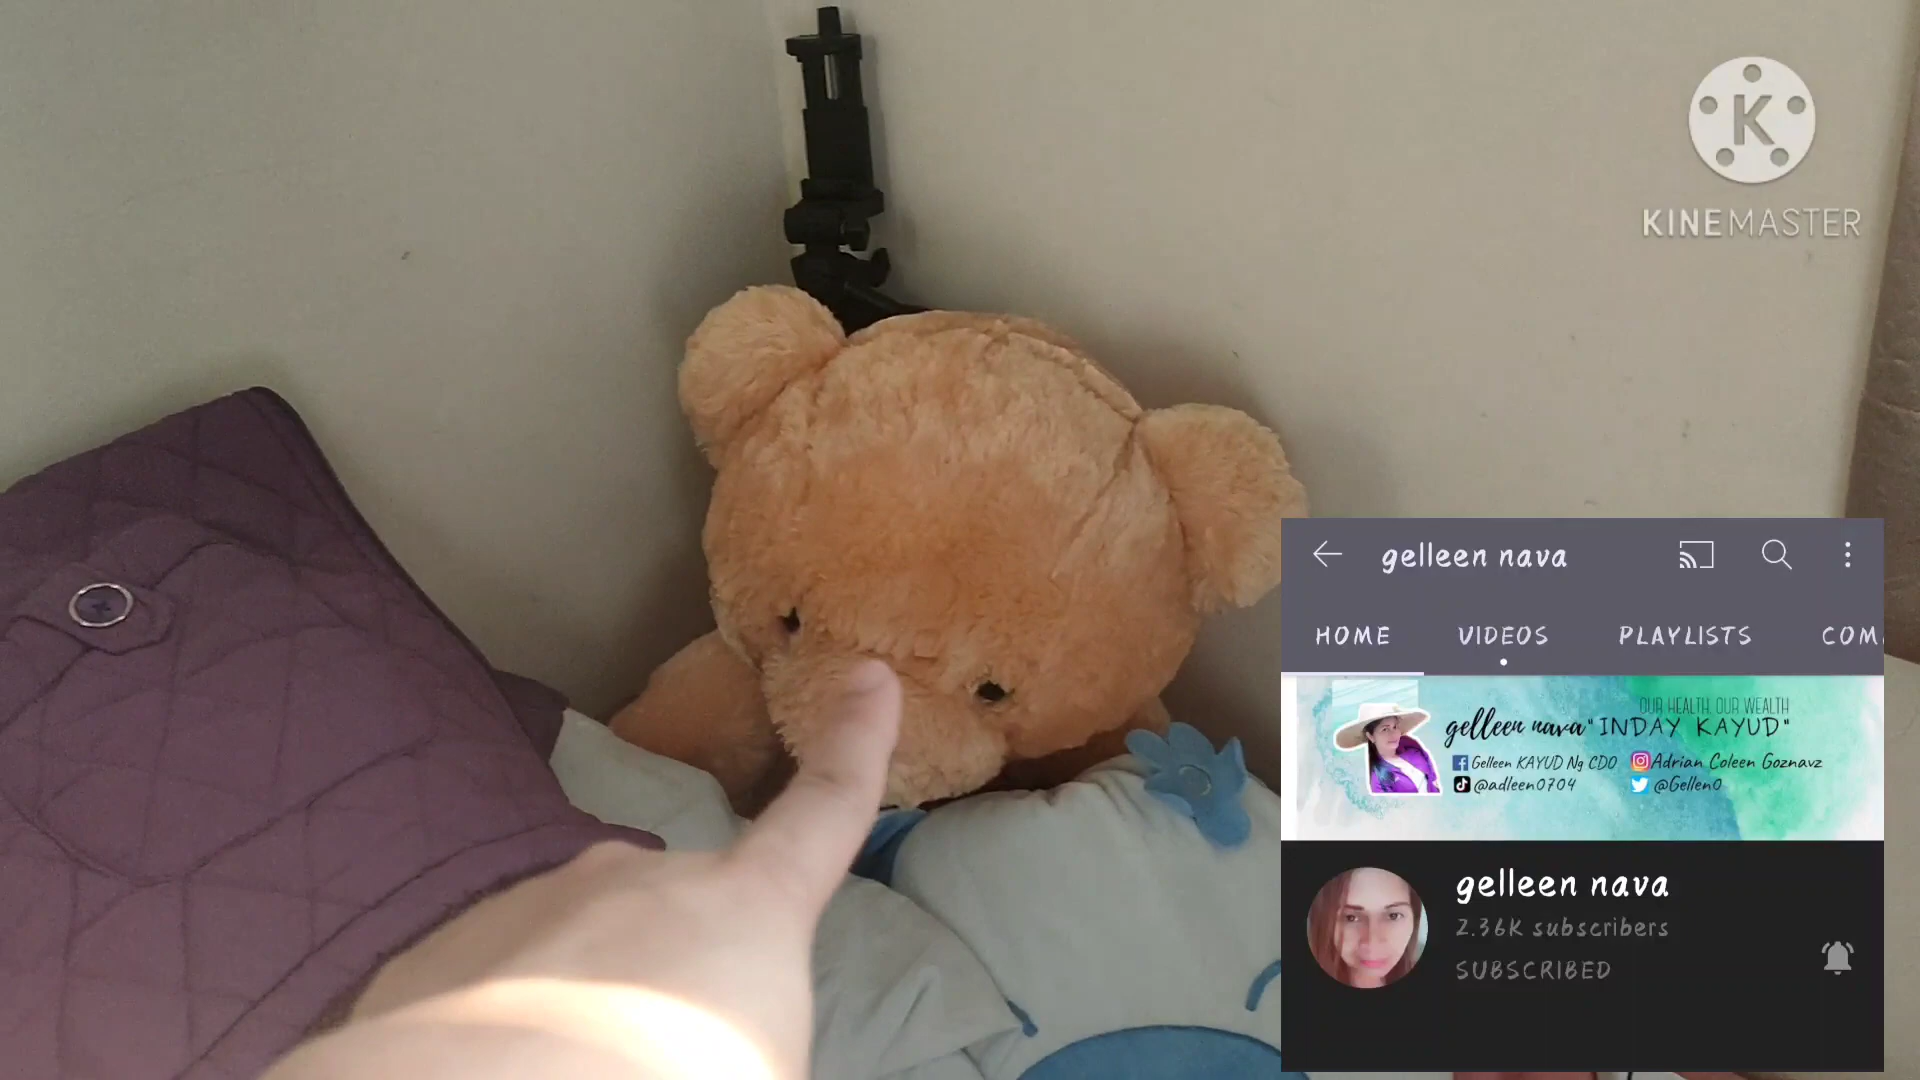 K
KINEMASTER
gelleen nava
HOME VIDEOS PLAYLISTS COM
OUR HEALTH, OUR WEALTH
gelleen nava "INDAY KAYUD"
Gelleen KAYUD Ng CDO Adrian Coleen Goznavz
@adleen0704 @Gellen0
gelleen nava
2.36K subscribers
SUBSCRIBED